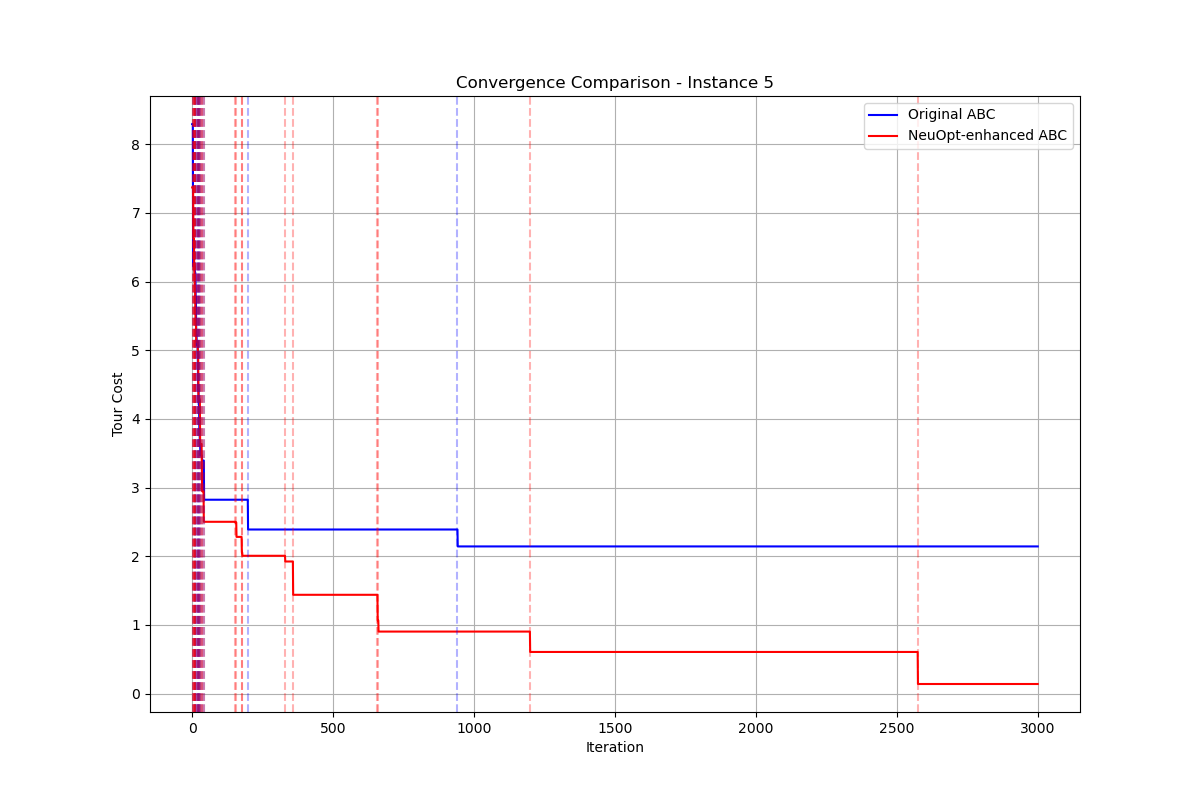 Convergence Comparison - Instance 5
Original ABC
NeuOpt-enhanced ABC
Tour Cost
8
7
6
5
4
3
2
1
0
0 500 1000 1500 2000 2500 3000
Iteration